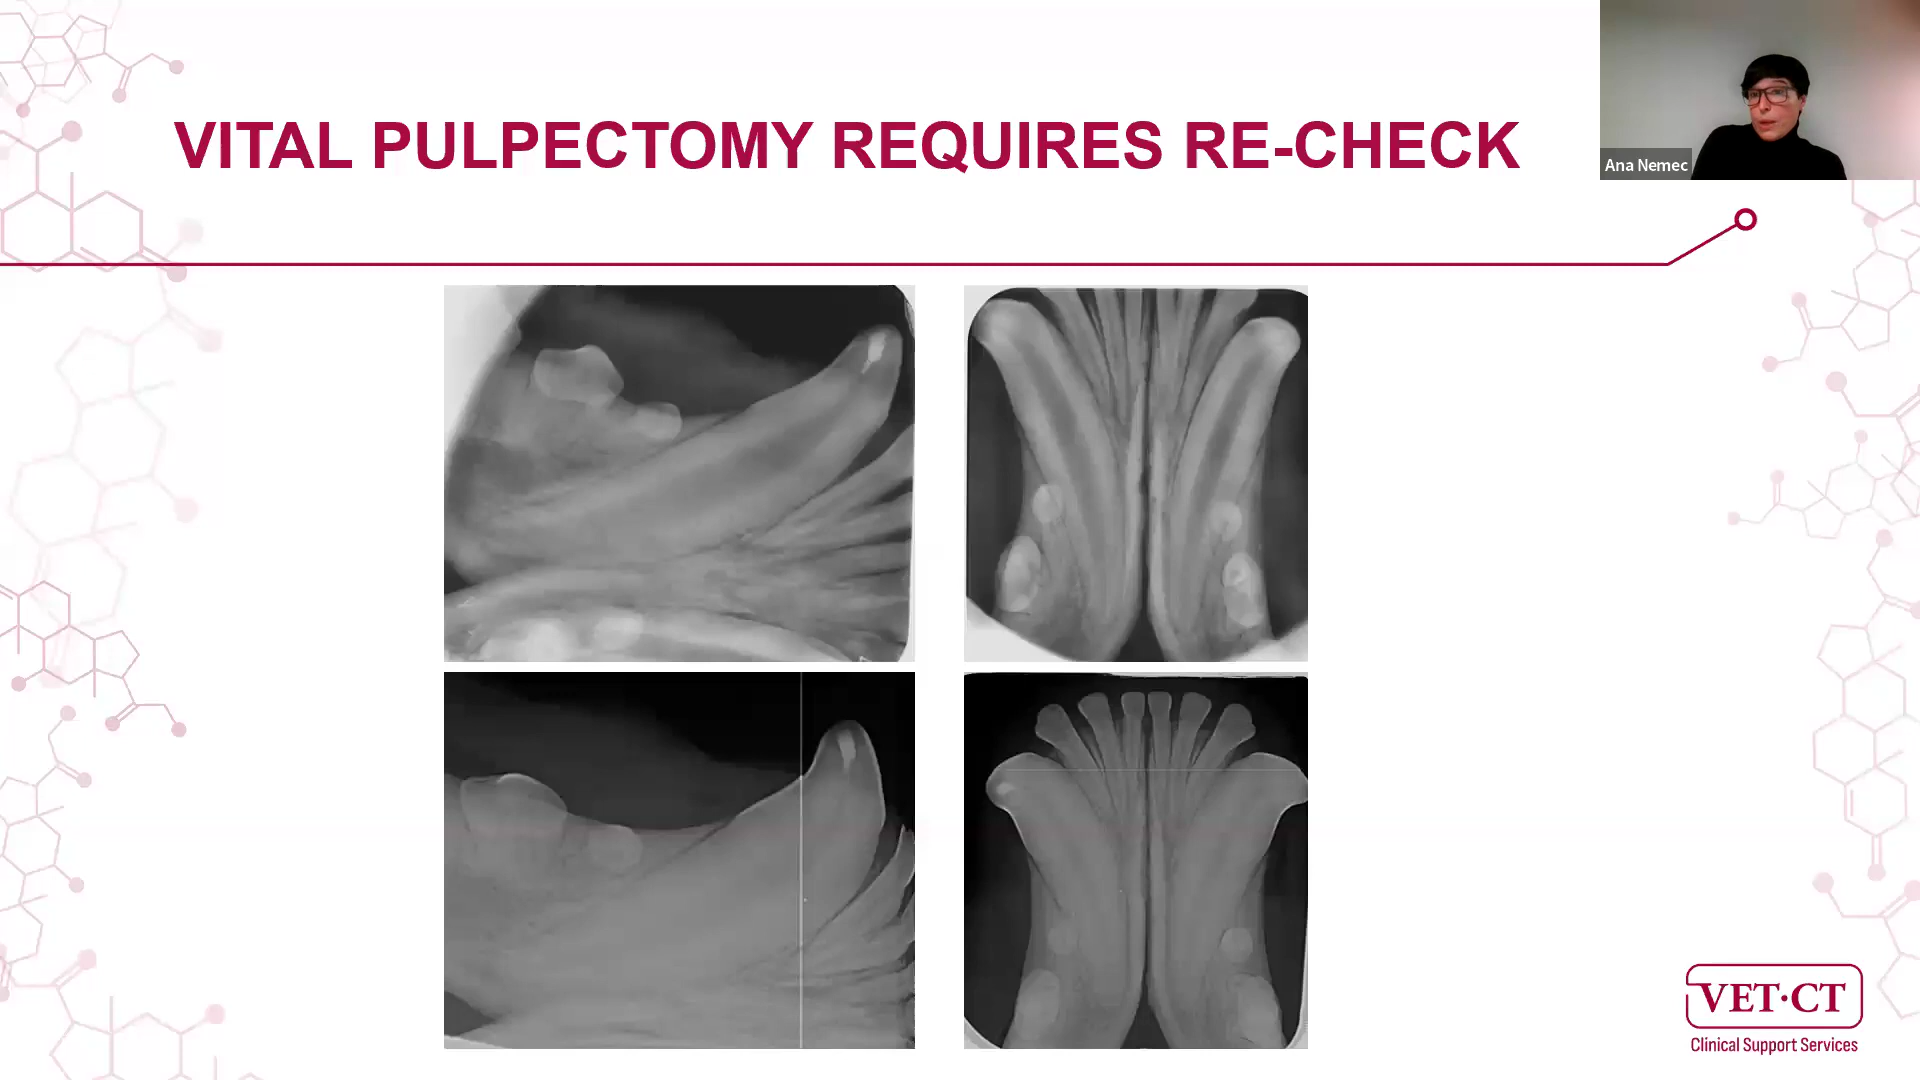 VITAL PULPECTOMY REQUIRES RE-CHECK
Ana Nemec
VET·CT
Clinical Support Services